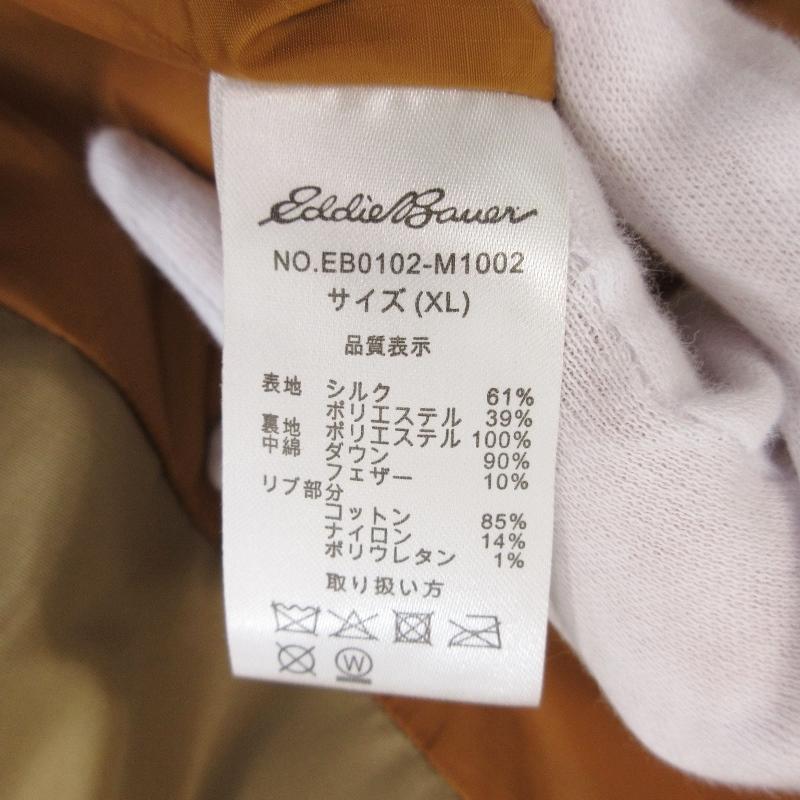 Eddie Bauer
NO.EB0102-M1002
サイズ(XL)
品質表示
表地 シルク 61%
ポリエステル 39%
裏地 ポリエステル 100%
中綿 ダウン 90%
フェザー 10%
リブ部分
コットン 85%
ナイロン 14%
ポリウレタン 1%
取り扱い方
W